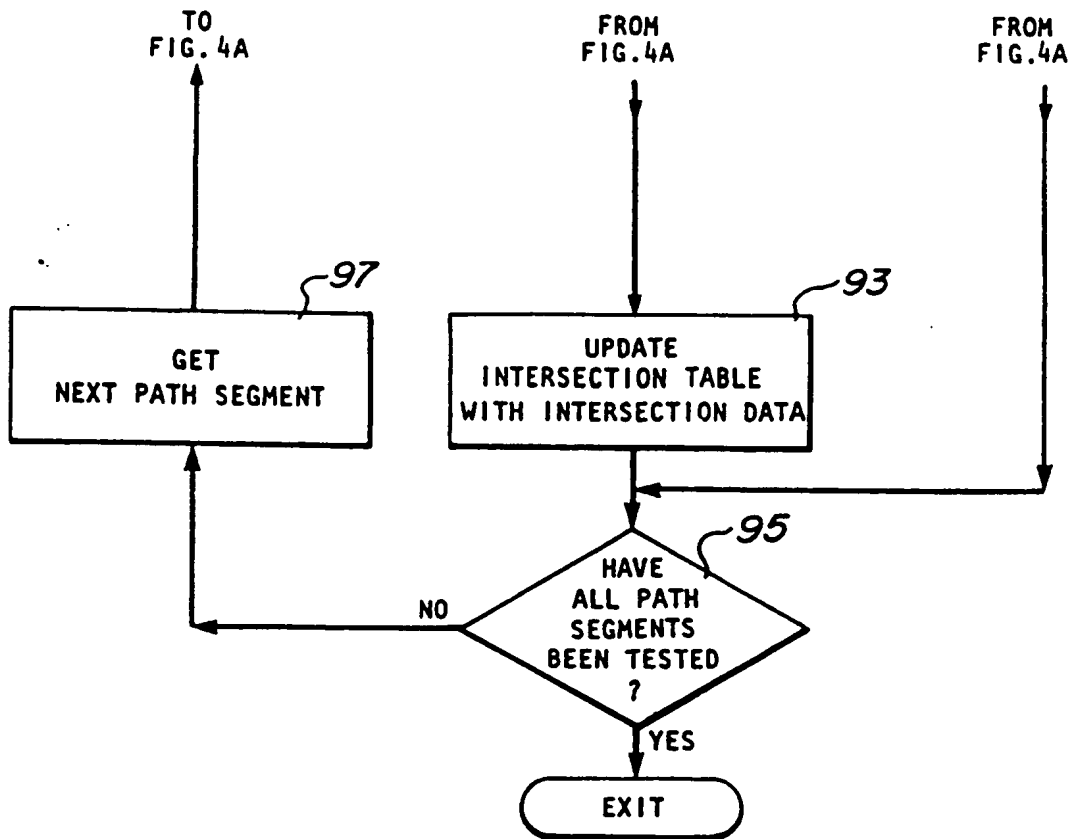 TO
FIG.4A
FROM
FIG.4A
FROM
FIG.4A
97
GET
NEXT PATH SEGMENT
93
UPDATE
INTERSECTION TABLE
WITH INTERSECTION DATA
95
HAVE
ALL PATH
SEGMENTS
BEEN TESTED
?
NO
YES
EXIT